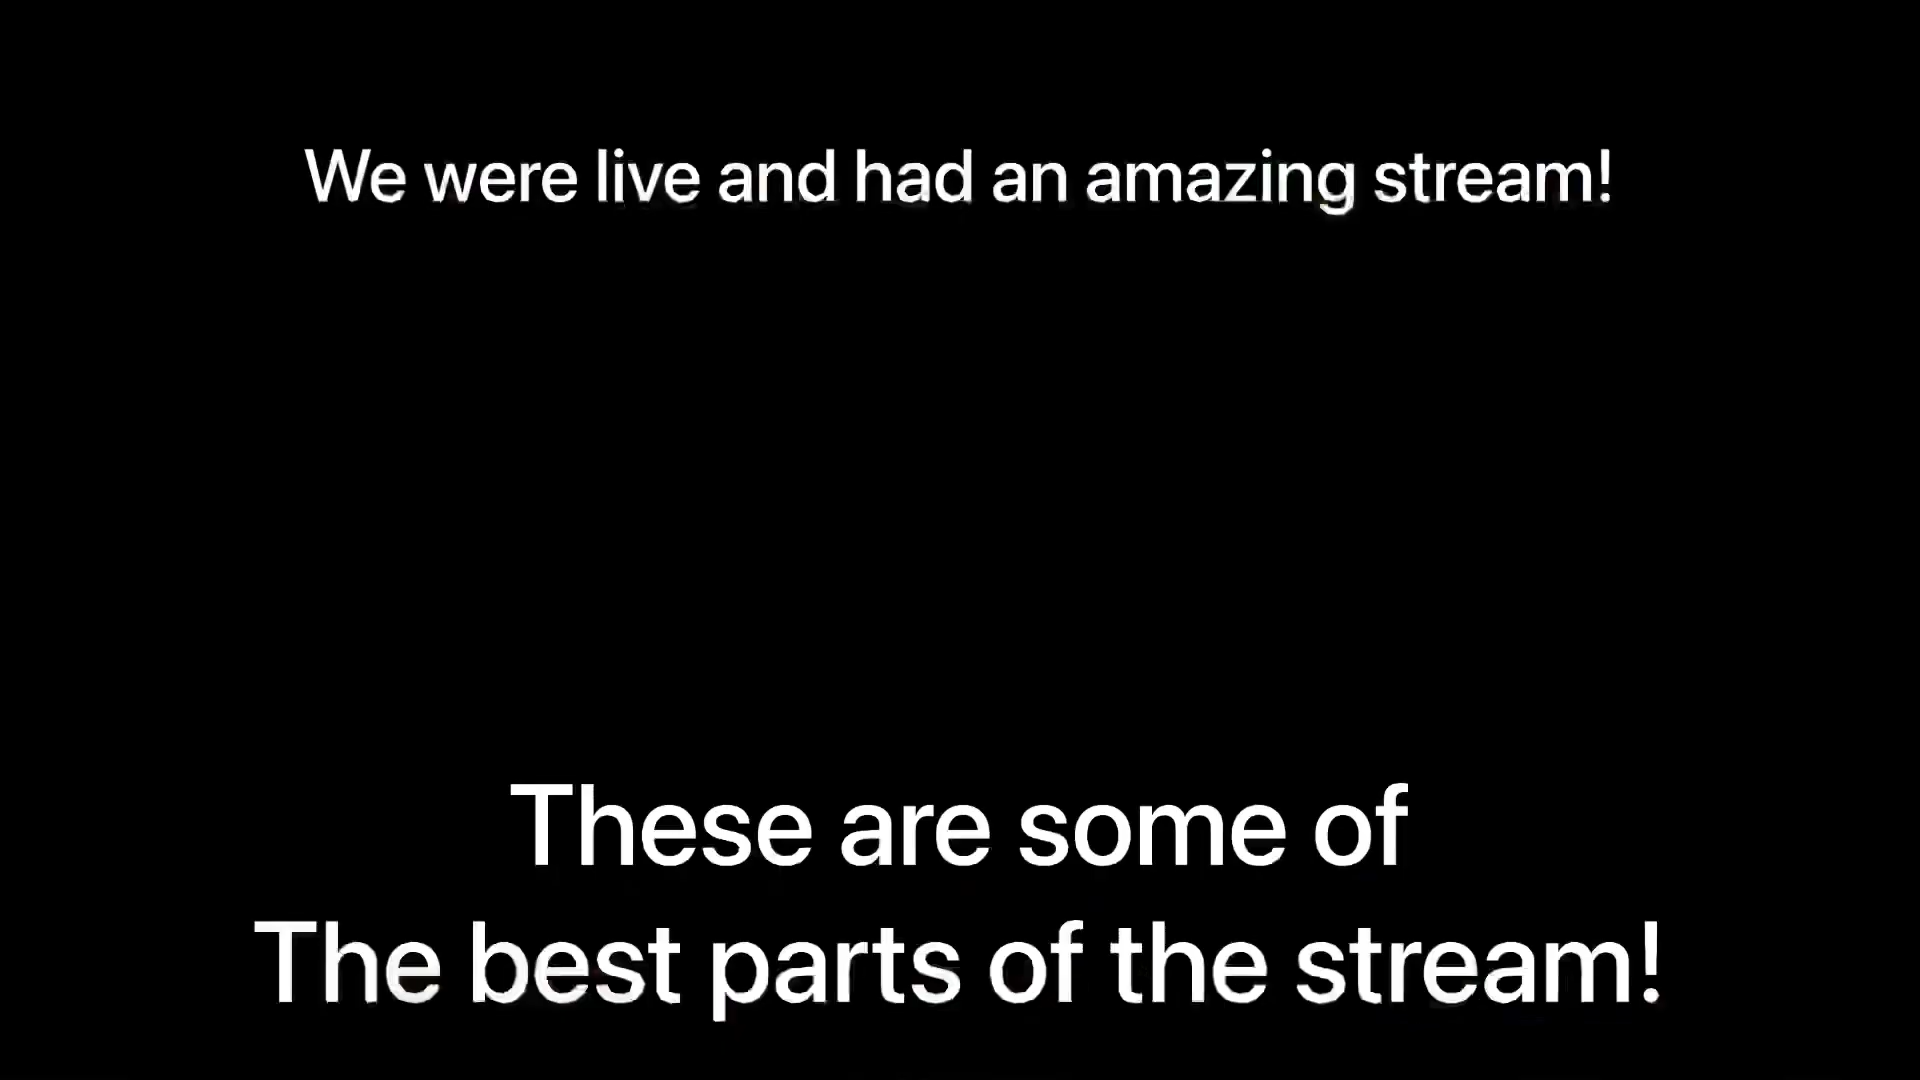 We were live and had an amazing stream!
These are some of
The best parts of the stream!